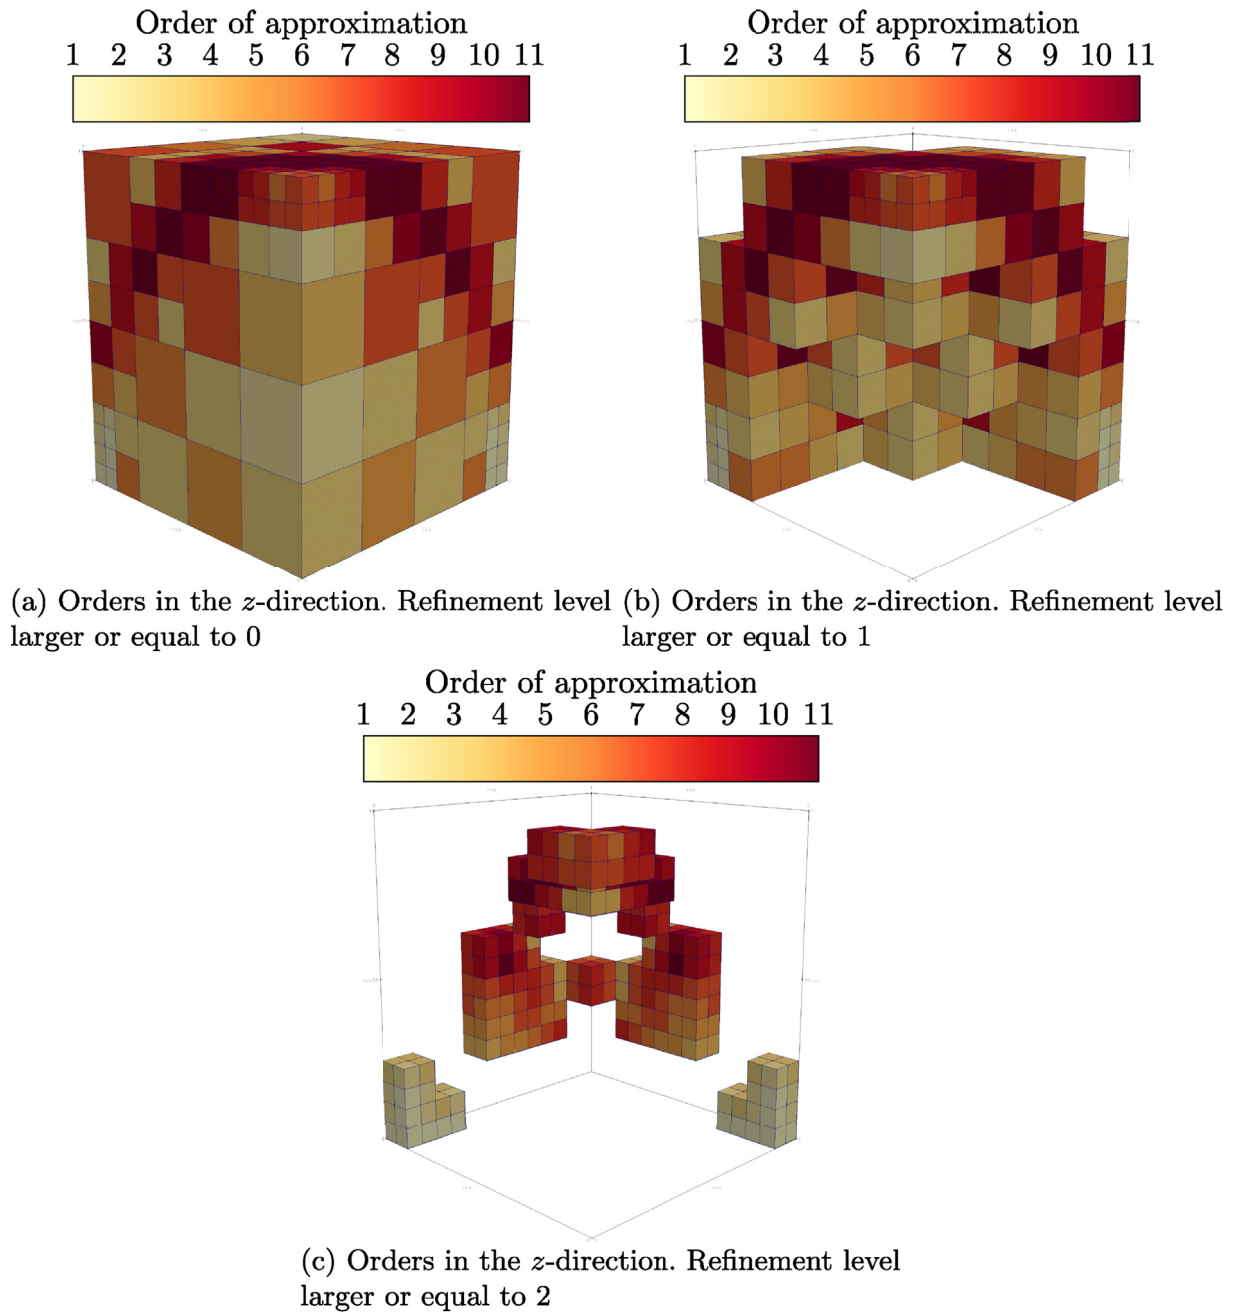 Order of approximation
1 2 3 4 5 6 7 8 9 10 11
Order of approximation
1 2 3 4 5 6 7 8 9 10 11
(a) Orders in the z-direction. Refinement level
larger or equal to 0
(b) Orders in the z-direction. Refinement level
larger or equal to 1
Order of approximation
1 2 3 4 5 6 7 8 9 10 11
(c) Orders in the z-direction. Refinement level
larger or equal to 2